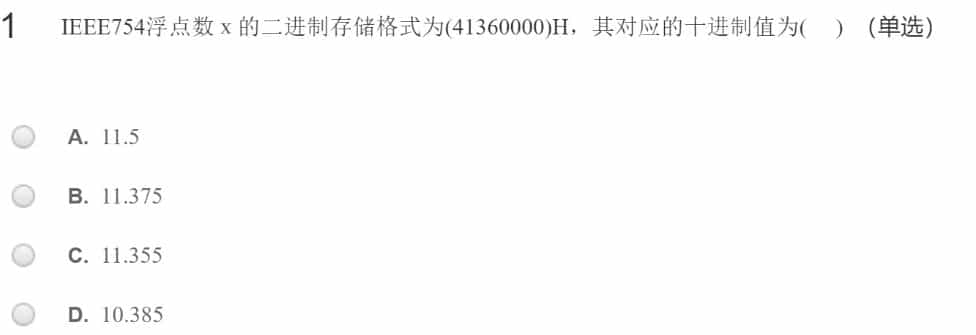 1 IEEE754浮点数 x 的二进制存储格式为(41360000)H，其对应的十进制值为( ) （单选）
A. 11.5
B. 11.375
C. 11.355
D. 10.385